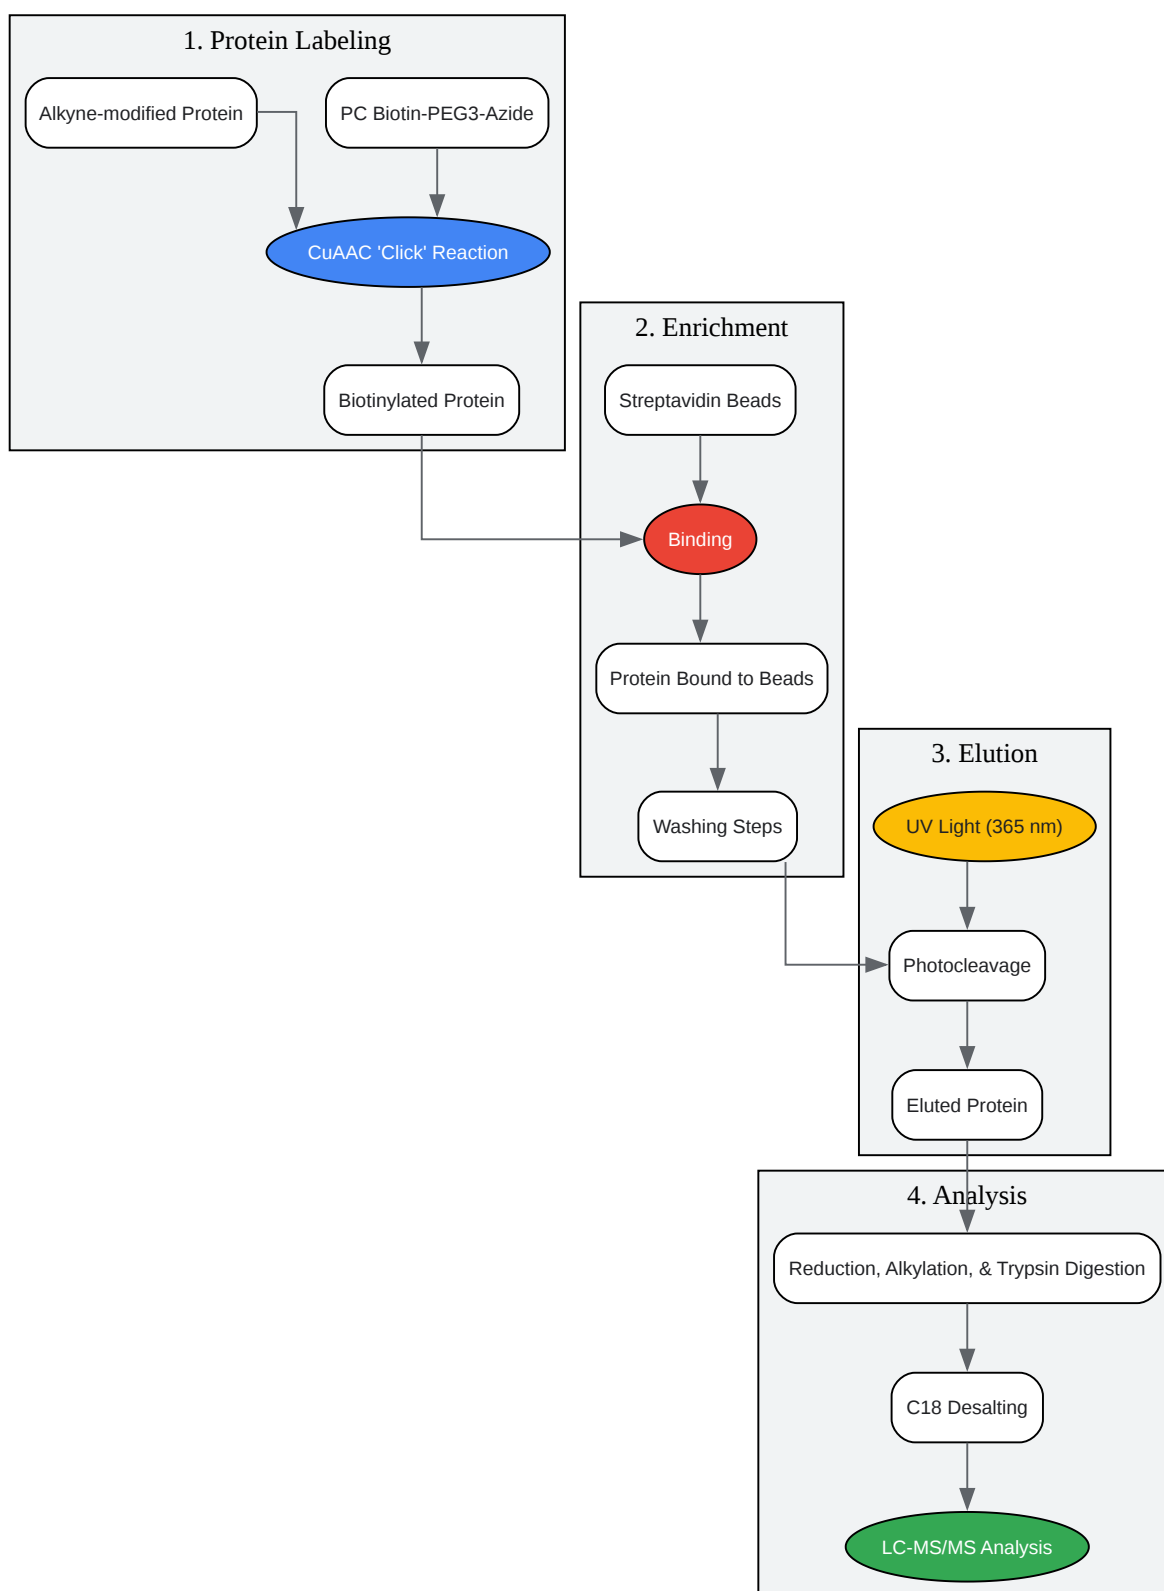 1. Protein Labeling
Alkyne-modified Protein
PC Biotin-PEG3-Azide
CuAAC 'Click' Reaction
Biotinylated Protein
2. Enrichment
Streptavidin Beads
Binding
Protein Bound to Beads
Washing Steps
3. Elution
UV Light (365 nm)
Photocleavage
Eluted Protein
4. Analysis
Reduction, Alkylation, & Trypsin Digestion
C18 Desalting
LC-MS/MS Analysis